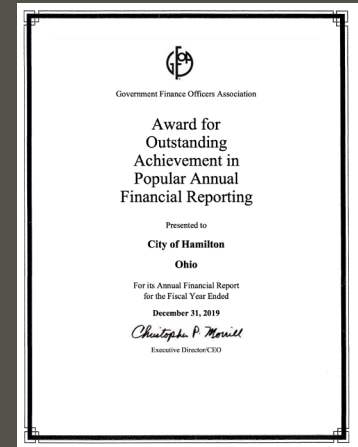 GFOA
Government Finance Officers Association
Award for
Outstanding
Achievement in
Popular Annual
Financial Reporting
Presented to
City of Hamilton
Ohio
For its Annual Financial Report
for the Fiscal Year Ended
December 31, 2019
Christopher P. Morrill
Executive Director/CEO